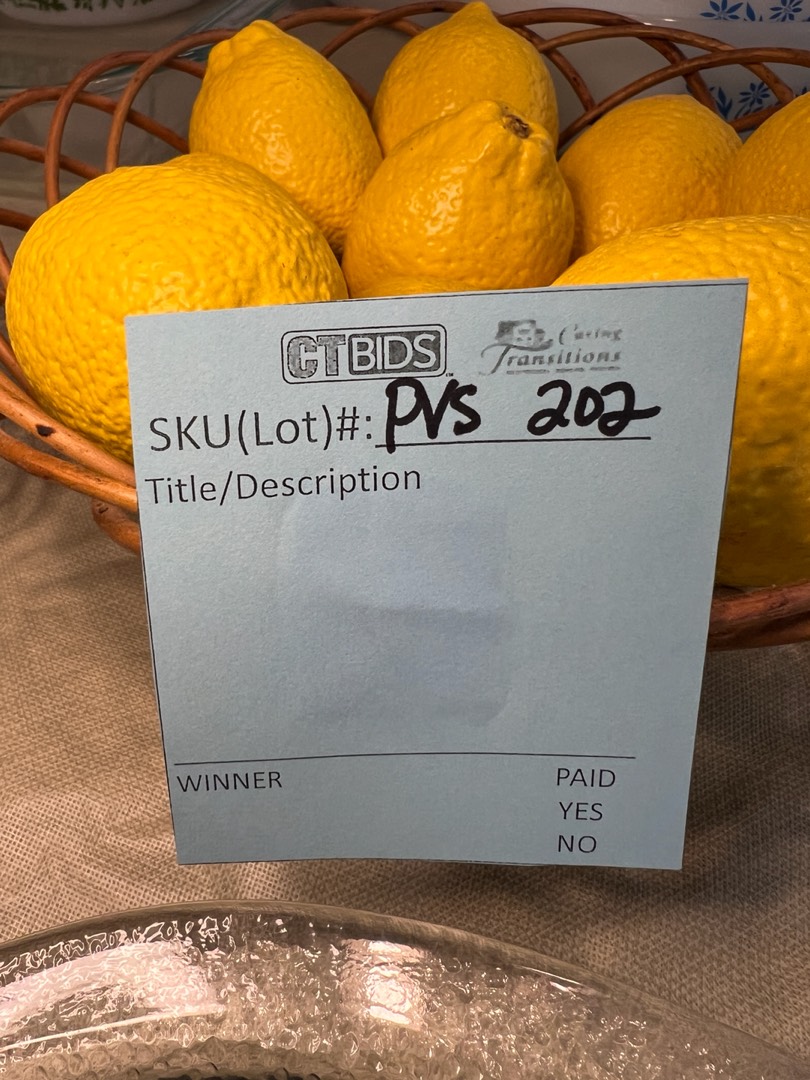 CTBIDS
Caring
Transitions
SKU(Lot)#: PVS 202
Title/Description
WINNER
PAID
YES
NO